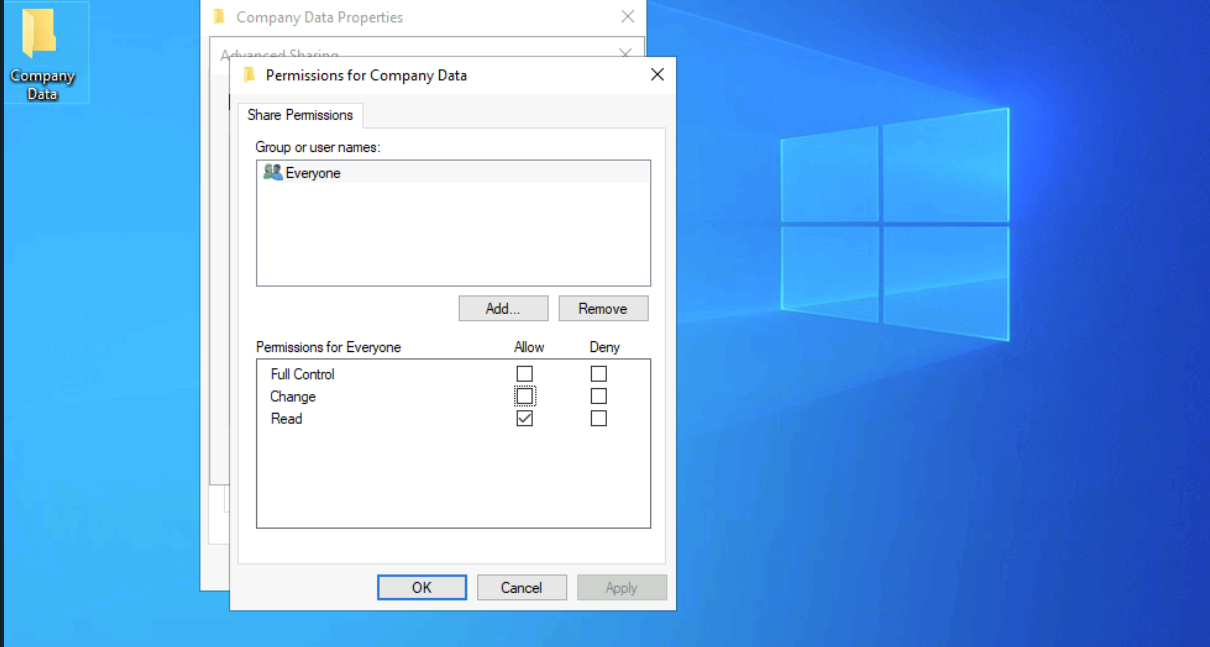 Company Data Properties
Advanced Sharing
Company
Data
Permissions for Company Data
Share Permissions
Group or user names:
Everyone
Add...
Remove
Permissions for Everyone Allow Deny
Full Control
Change
Read
OK
Cancel
Apply